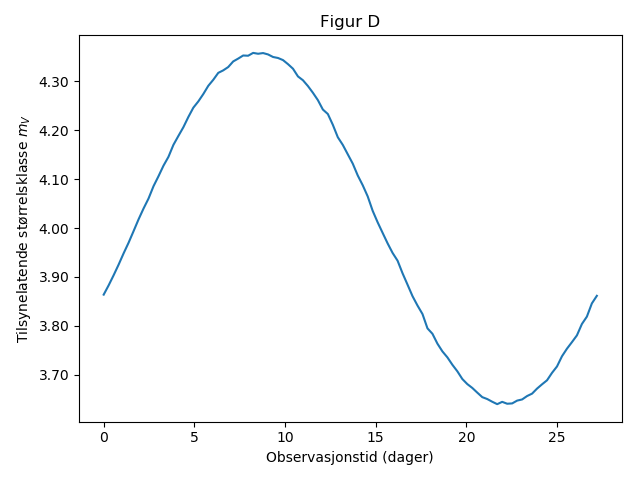 Figur D
Tilsynelatende størrelsklasse m_V
4.30
4.20
4.10
4.00
3.90
3.80
3.70
0 5 10 15 20 25
Observasjonstid (dager)